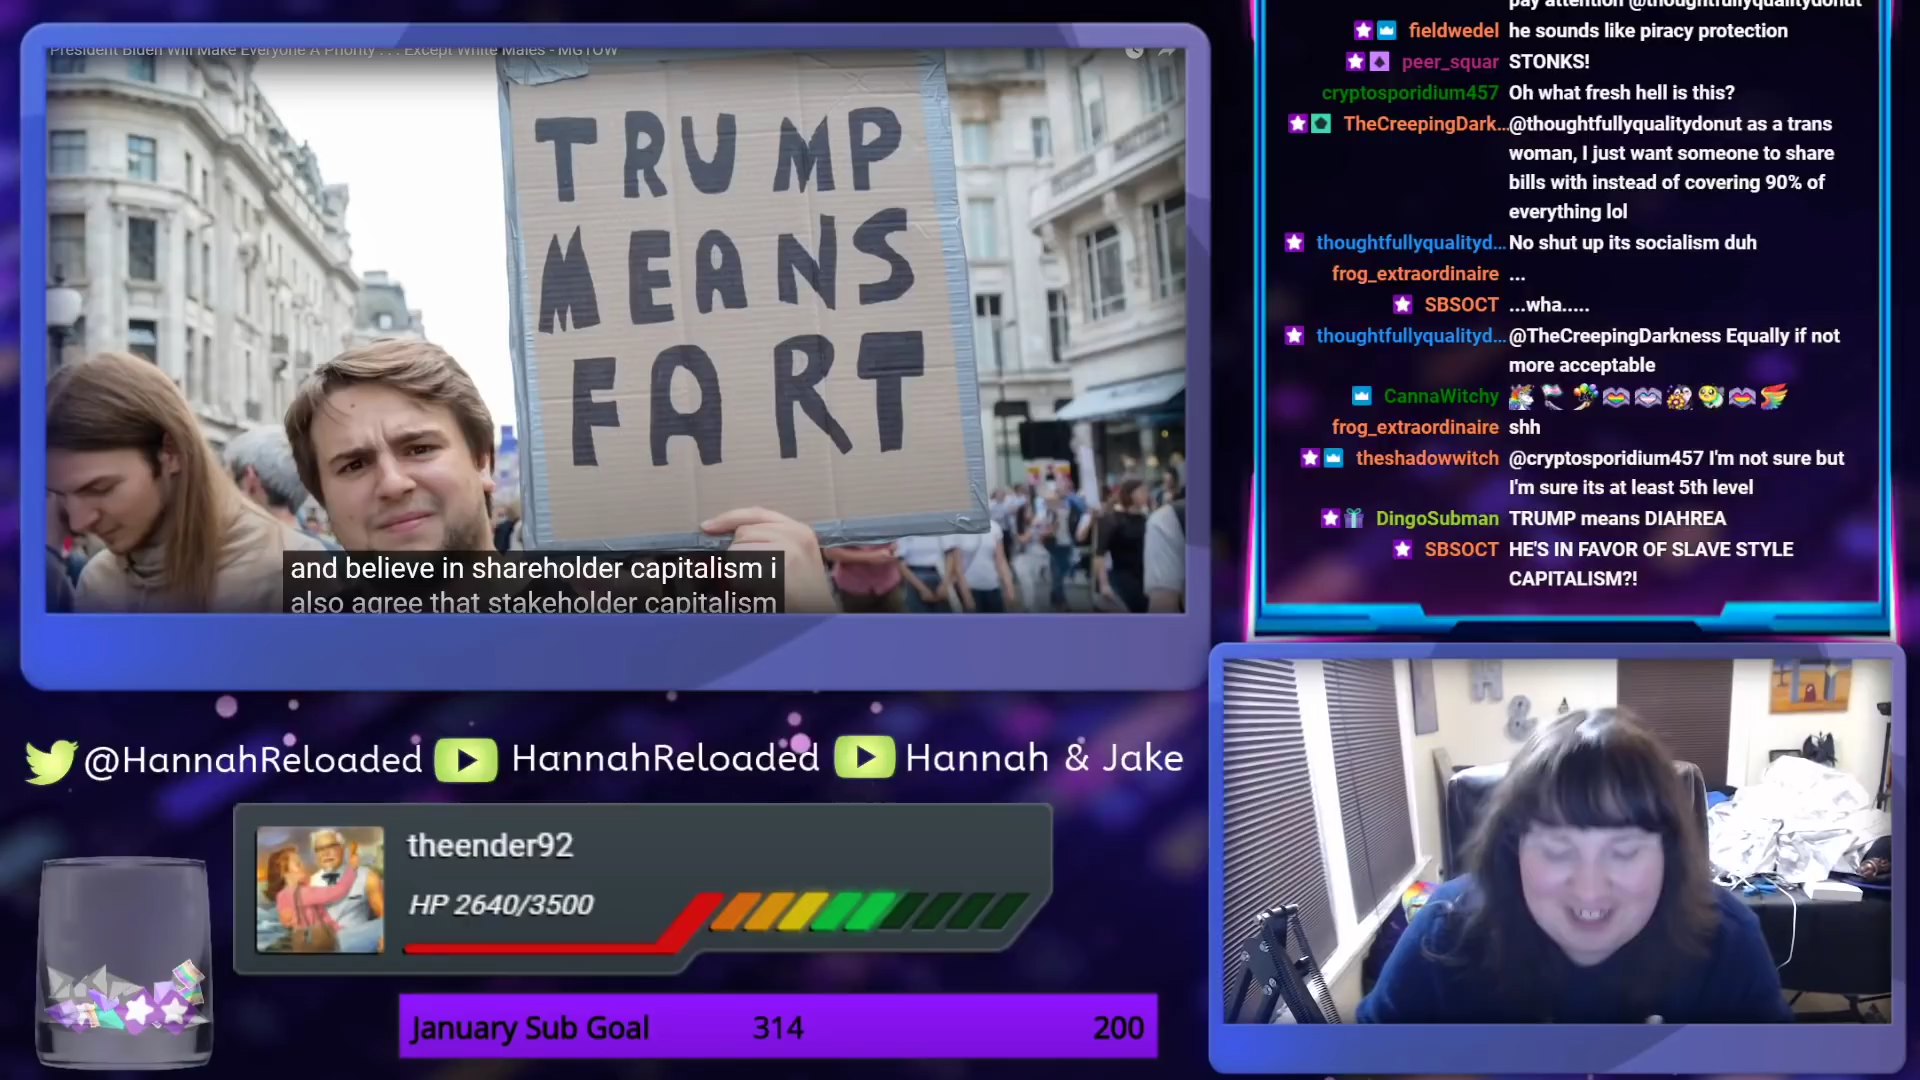 President Biden Will Make Everyone A Priority . . . Except White Males - MGTOW
TRUMP
MEANS
FART
and believe in shareholder capitalism i
also agree that stakeholder capitalism
pay attention @thoughtfullyqualitydonut
fieldwedel he sounds like piracy protection
peer_squar STONKS!
cryptosporidium457 Oh what fresh hell is this?
TheCreepingDark... @thoughtfullyqualitydonut as a trans
woman, I just want someone to share
bills with instead of covering 90% of
everything lol
thoughtfullyqualityd... No shut up its socialism duh
frog_extraordinaire ...
SBSOCT ...wha.....
thoughtfullyqualityd... @TheCreepingDarkness Equally if not
more acceptable
CannaWitchy
frog_extraordinaire shh
theshadowwitch @cryptosporidium457 I'm not sure but
I'm sure its at least 5th level
DingoSubman TRUMP means DIAHREA
SBSOCT HE'S IN FAVOR OF SLAVE STYLE
CAPITALISM?!
@HannahReloaded HannahReloaded Hannah & Jake
theender92
HP 2640/3500
January Sub Goal 314 200